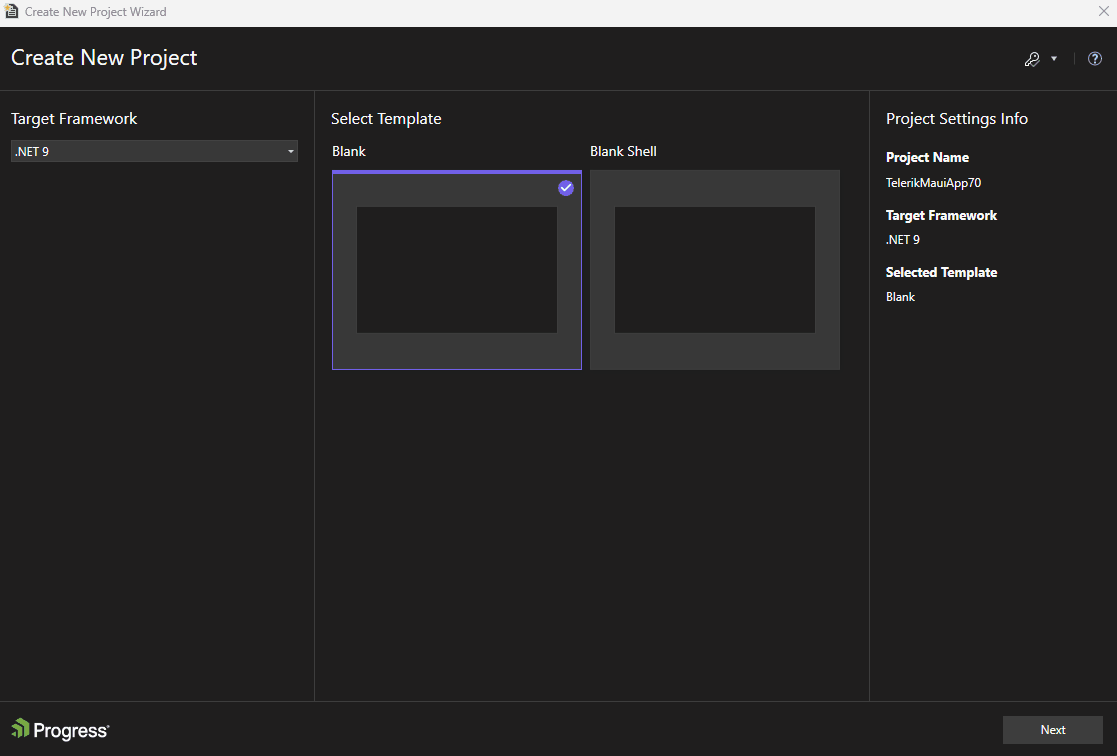 Create New Project Wizard
Create New Project
Target Framework
.NET 9
Select Template
Blank
Blank Shell
Project Settings Info
Project Name
TelerikMauiApp70
Target Framework
.NET 9
Selected Template
Blank
Progress
Next